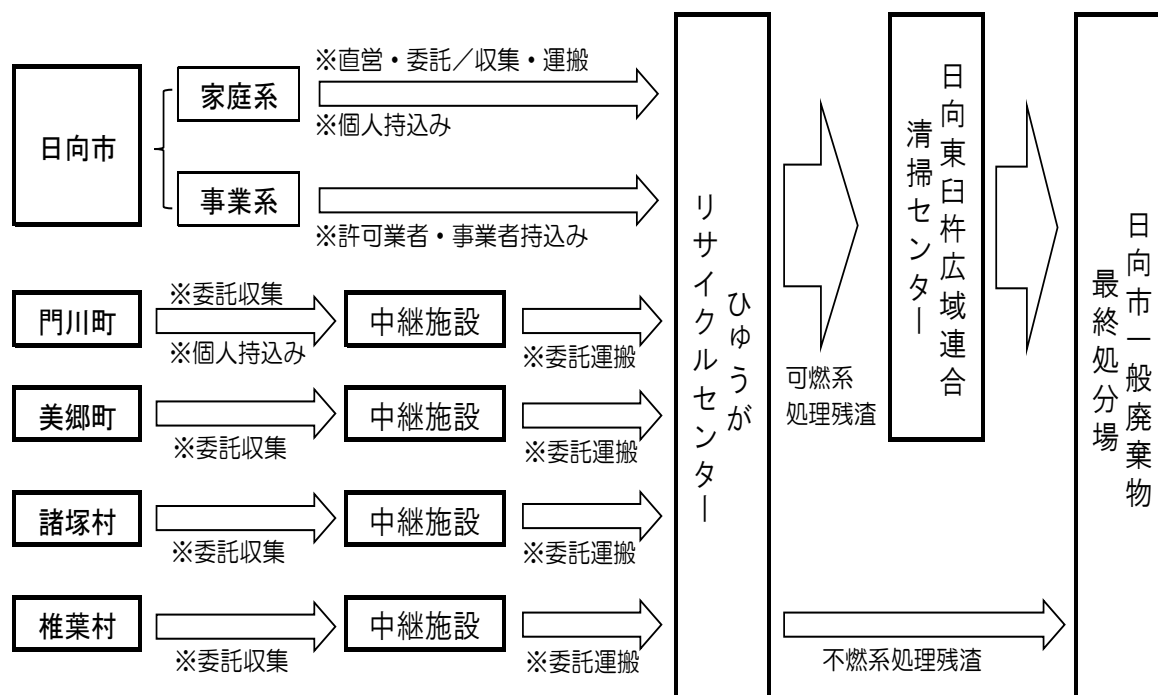 日向市
家庭系
※直営・委託／収集・運搬
※個人持込み
事業系
※許可業者・事業者持込み
門川町
※委託収集
※個人持込み
中継施設
※委託運搬
美郷町
※委託収集
中継施設
※委託運搬
諸塚村
※委託収集
中継施設
※委託運搬
椎葉村
※委託収集
中継施設
※委託運搬
ひゅうが
リサイクルセンター
可燃系
処理残渣
日向東臼杵広域連合
清掃センター
不燃系処理残渣
日向市一般廃棄物
最終処分場